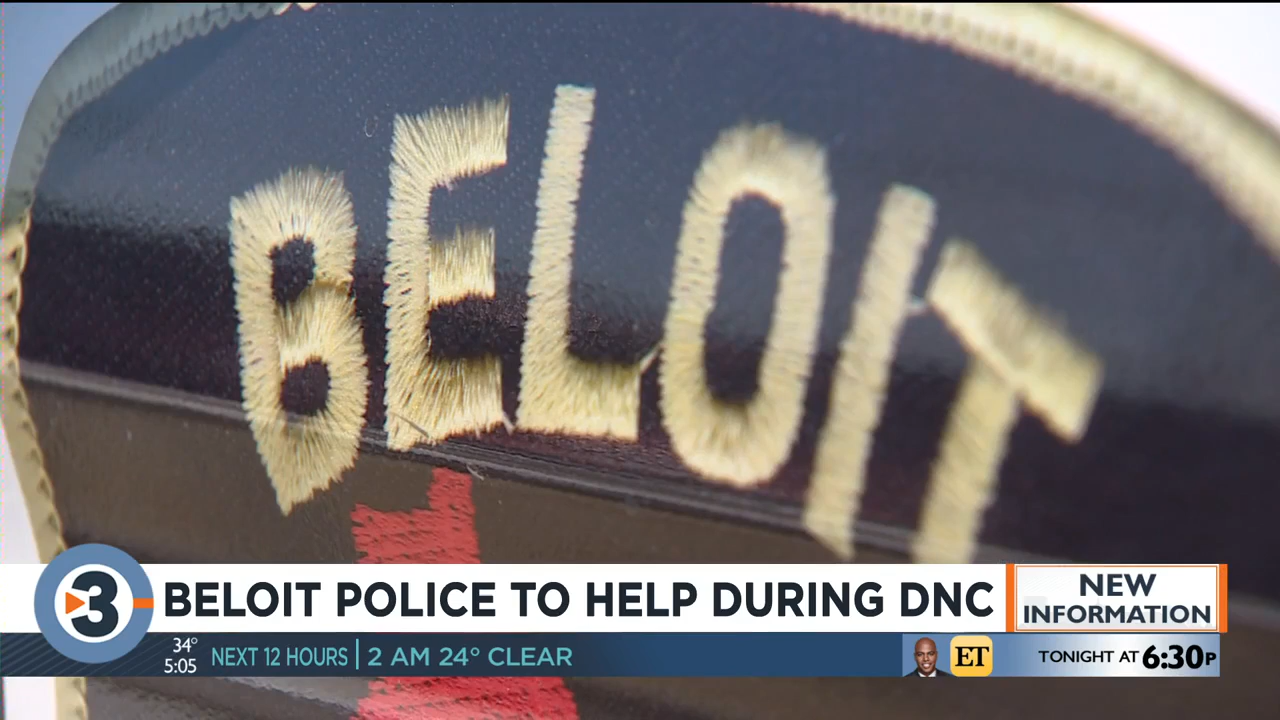 BELOIT
3
BELOIT POLICE TO HELP DURING DNC
NEW
INFORMATION
34°
5:05
NEXT 12 HOURS
2 AM 24° CLEAR
ET
TONIGHT AT 6:30P